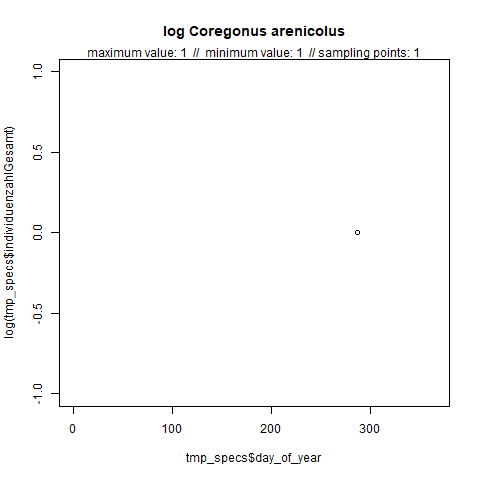 log Coregonus arenicolus
maximum value: 1 // minimum value: 1 // sampling points: 1
log(tmp_specs$individuenzahlGesamt)
1.0
0.5
0.0
-0.5
-1.0
0 100 200 300
tmp_specs$day_of_year